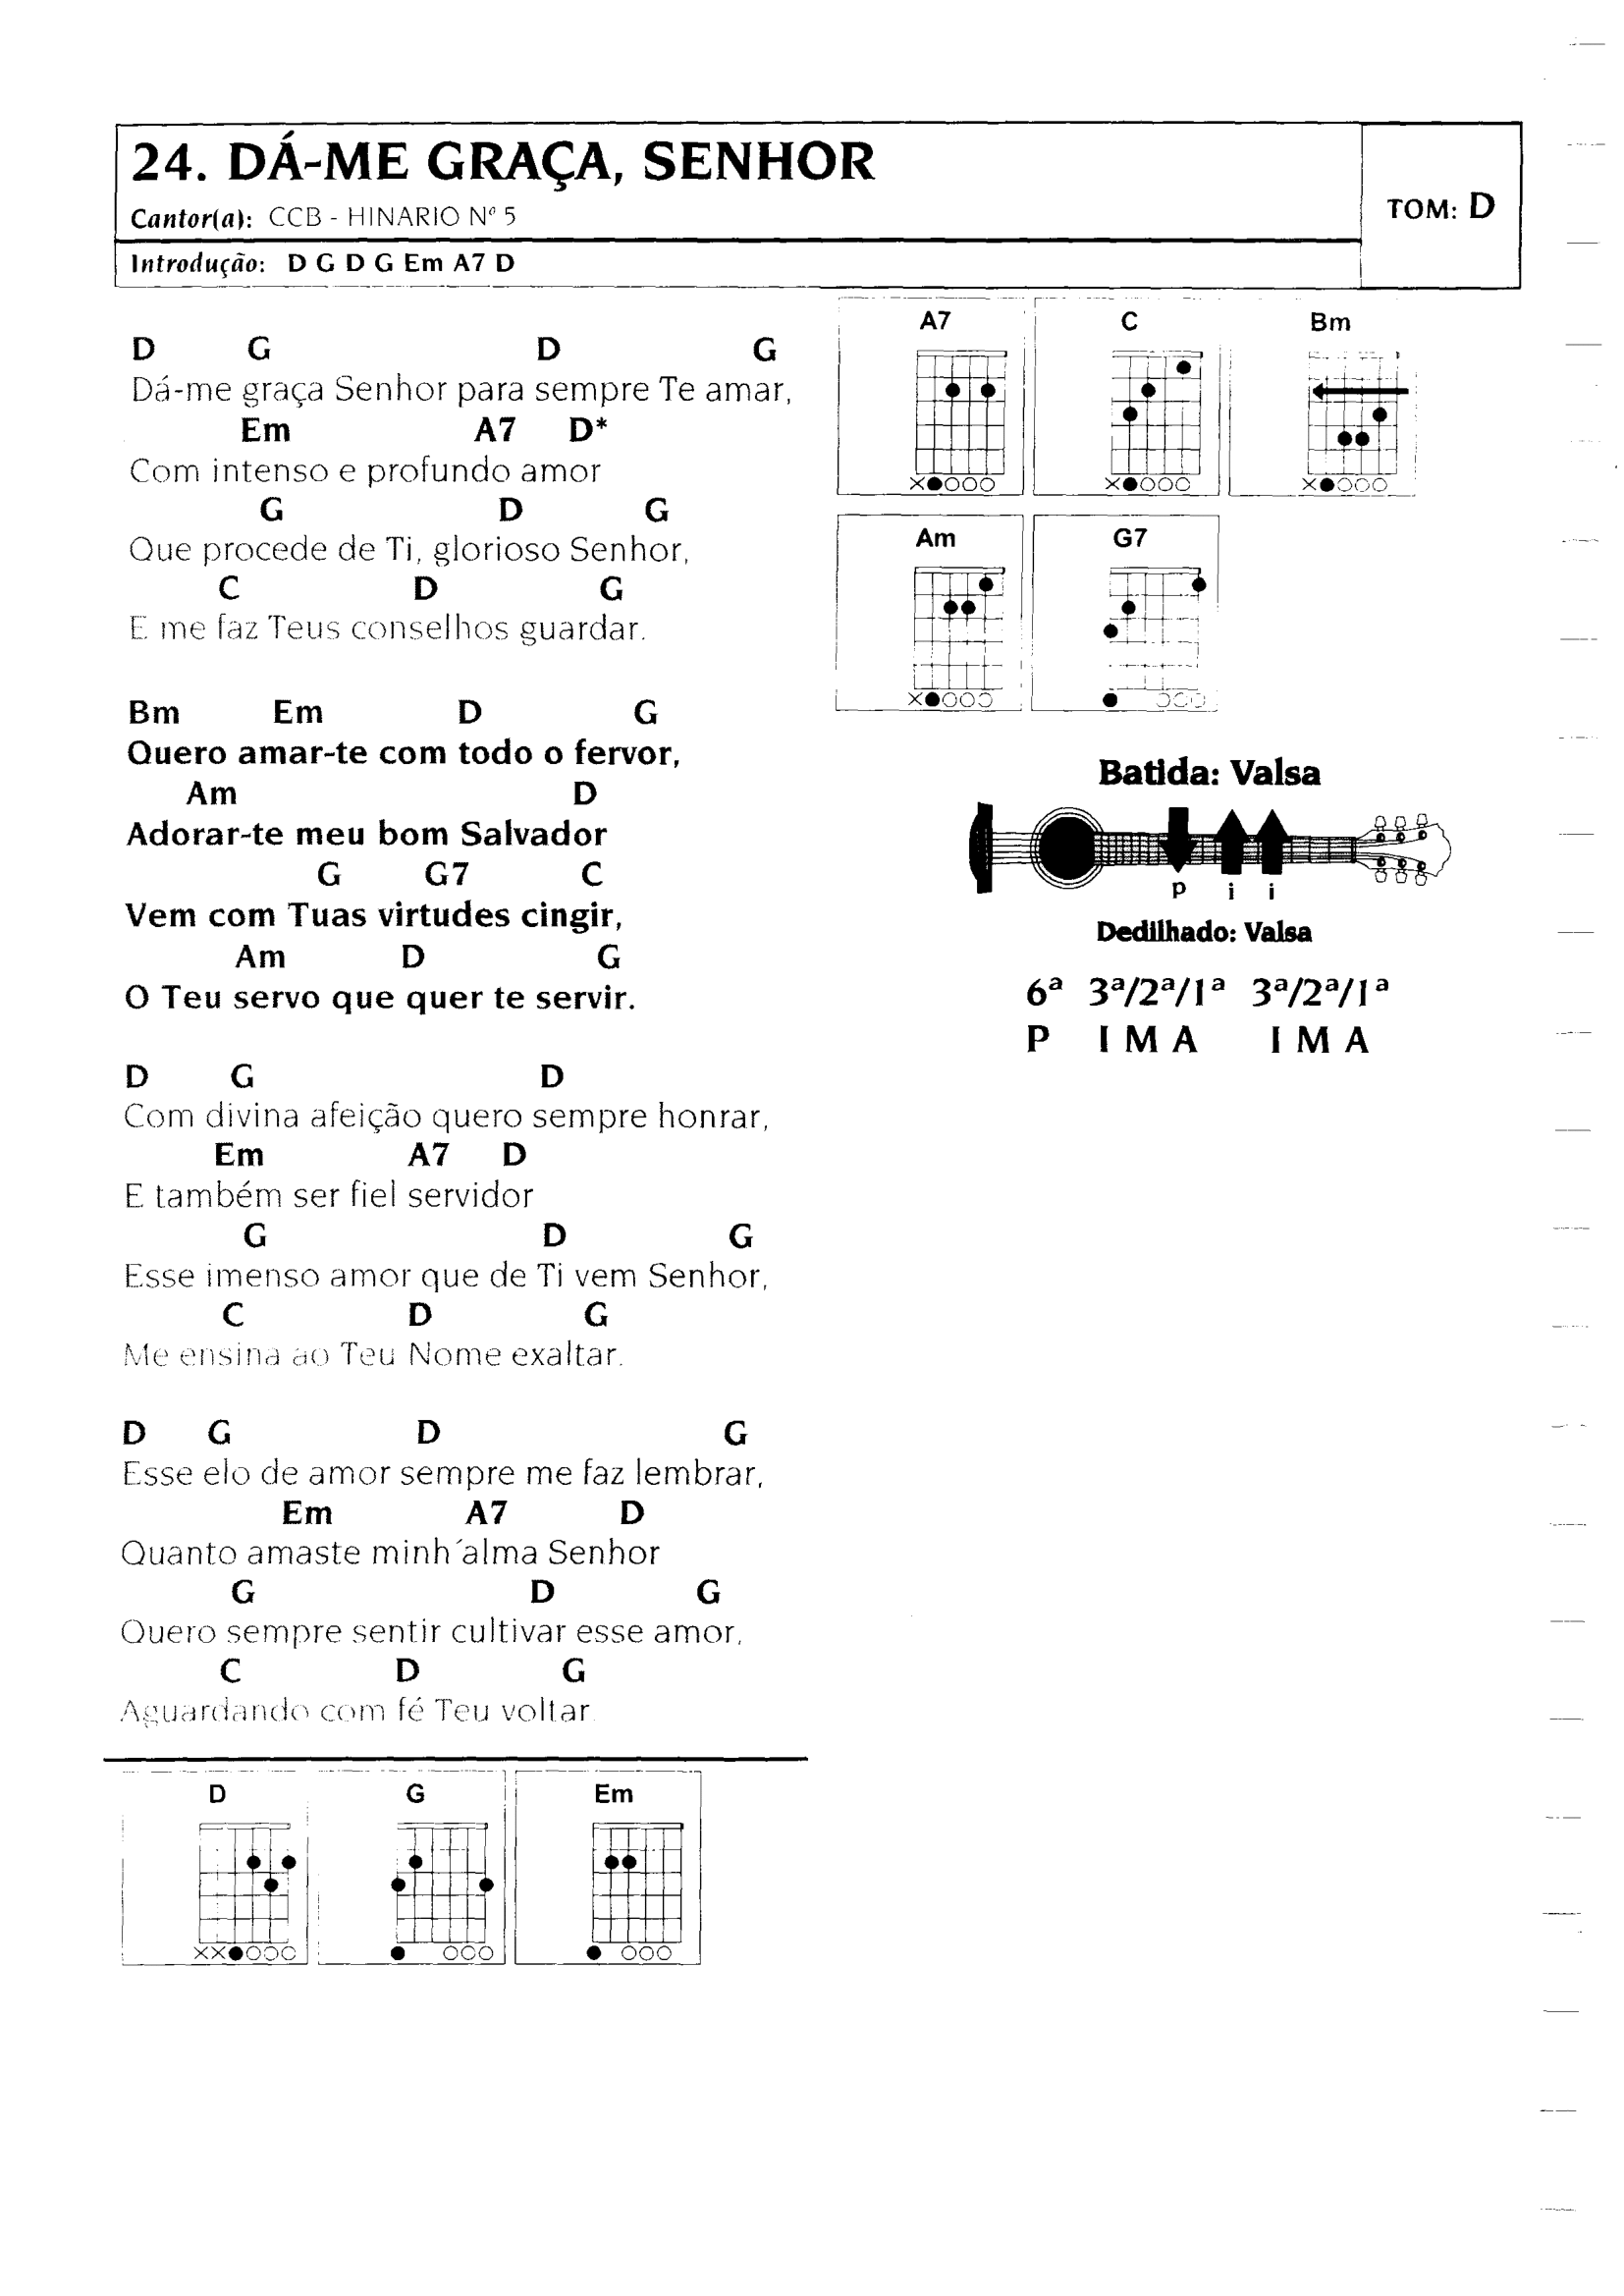 24. DÁ-ME GRAÇA, SENHOR
Cantor(a): CCB - HINARIO Nº 5
TOM: D
Introdução: D G D G Em A7 D
D G D G
Dá-me graça Senhor para sempre Te amar,
Em A7 D*
Com intenso e profundo amor
G D G
Que procede de Ti, glorioso Senhor,
C D G
E me faz Teus conselhos guardar.
Bm Em D G
Quero amar-te com todo o fervor,
Am D
Adorar-te meu bom Salvador
G G7 C
Vem com Tuas virtudes cingir,
Am D G
O Teu servo que quer te servir.
D G D
Com divina afeição quero sempre honrar,
Em A7 D
E também ser fiel servidor
G D G
Esse imenso amor que de Ti vem Senhor,
C D G
Me ensina ao Teu Nome exaltar.
D G D G
Esse elo de amor sempre me faz lembrar,
Em A7 D
Quanto amaste minh´alma Senhor
G D G
Quero sempre sentir cultivar esse amor,
C D G
Aguardando com fé Teu voltar.
D G Em
A7 C Bm
Am G7
Batida: Valsa
p i i
Dedilhado: Valsa
6ª 3ª/2ª/1ª 3ª/2ª/1ª
P I M A I M A